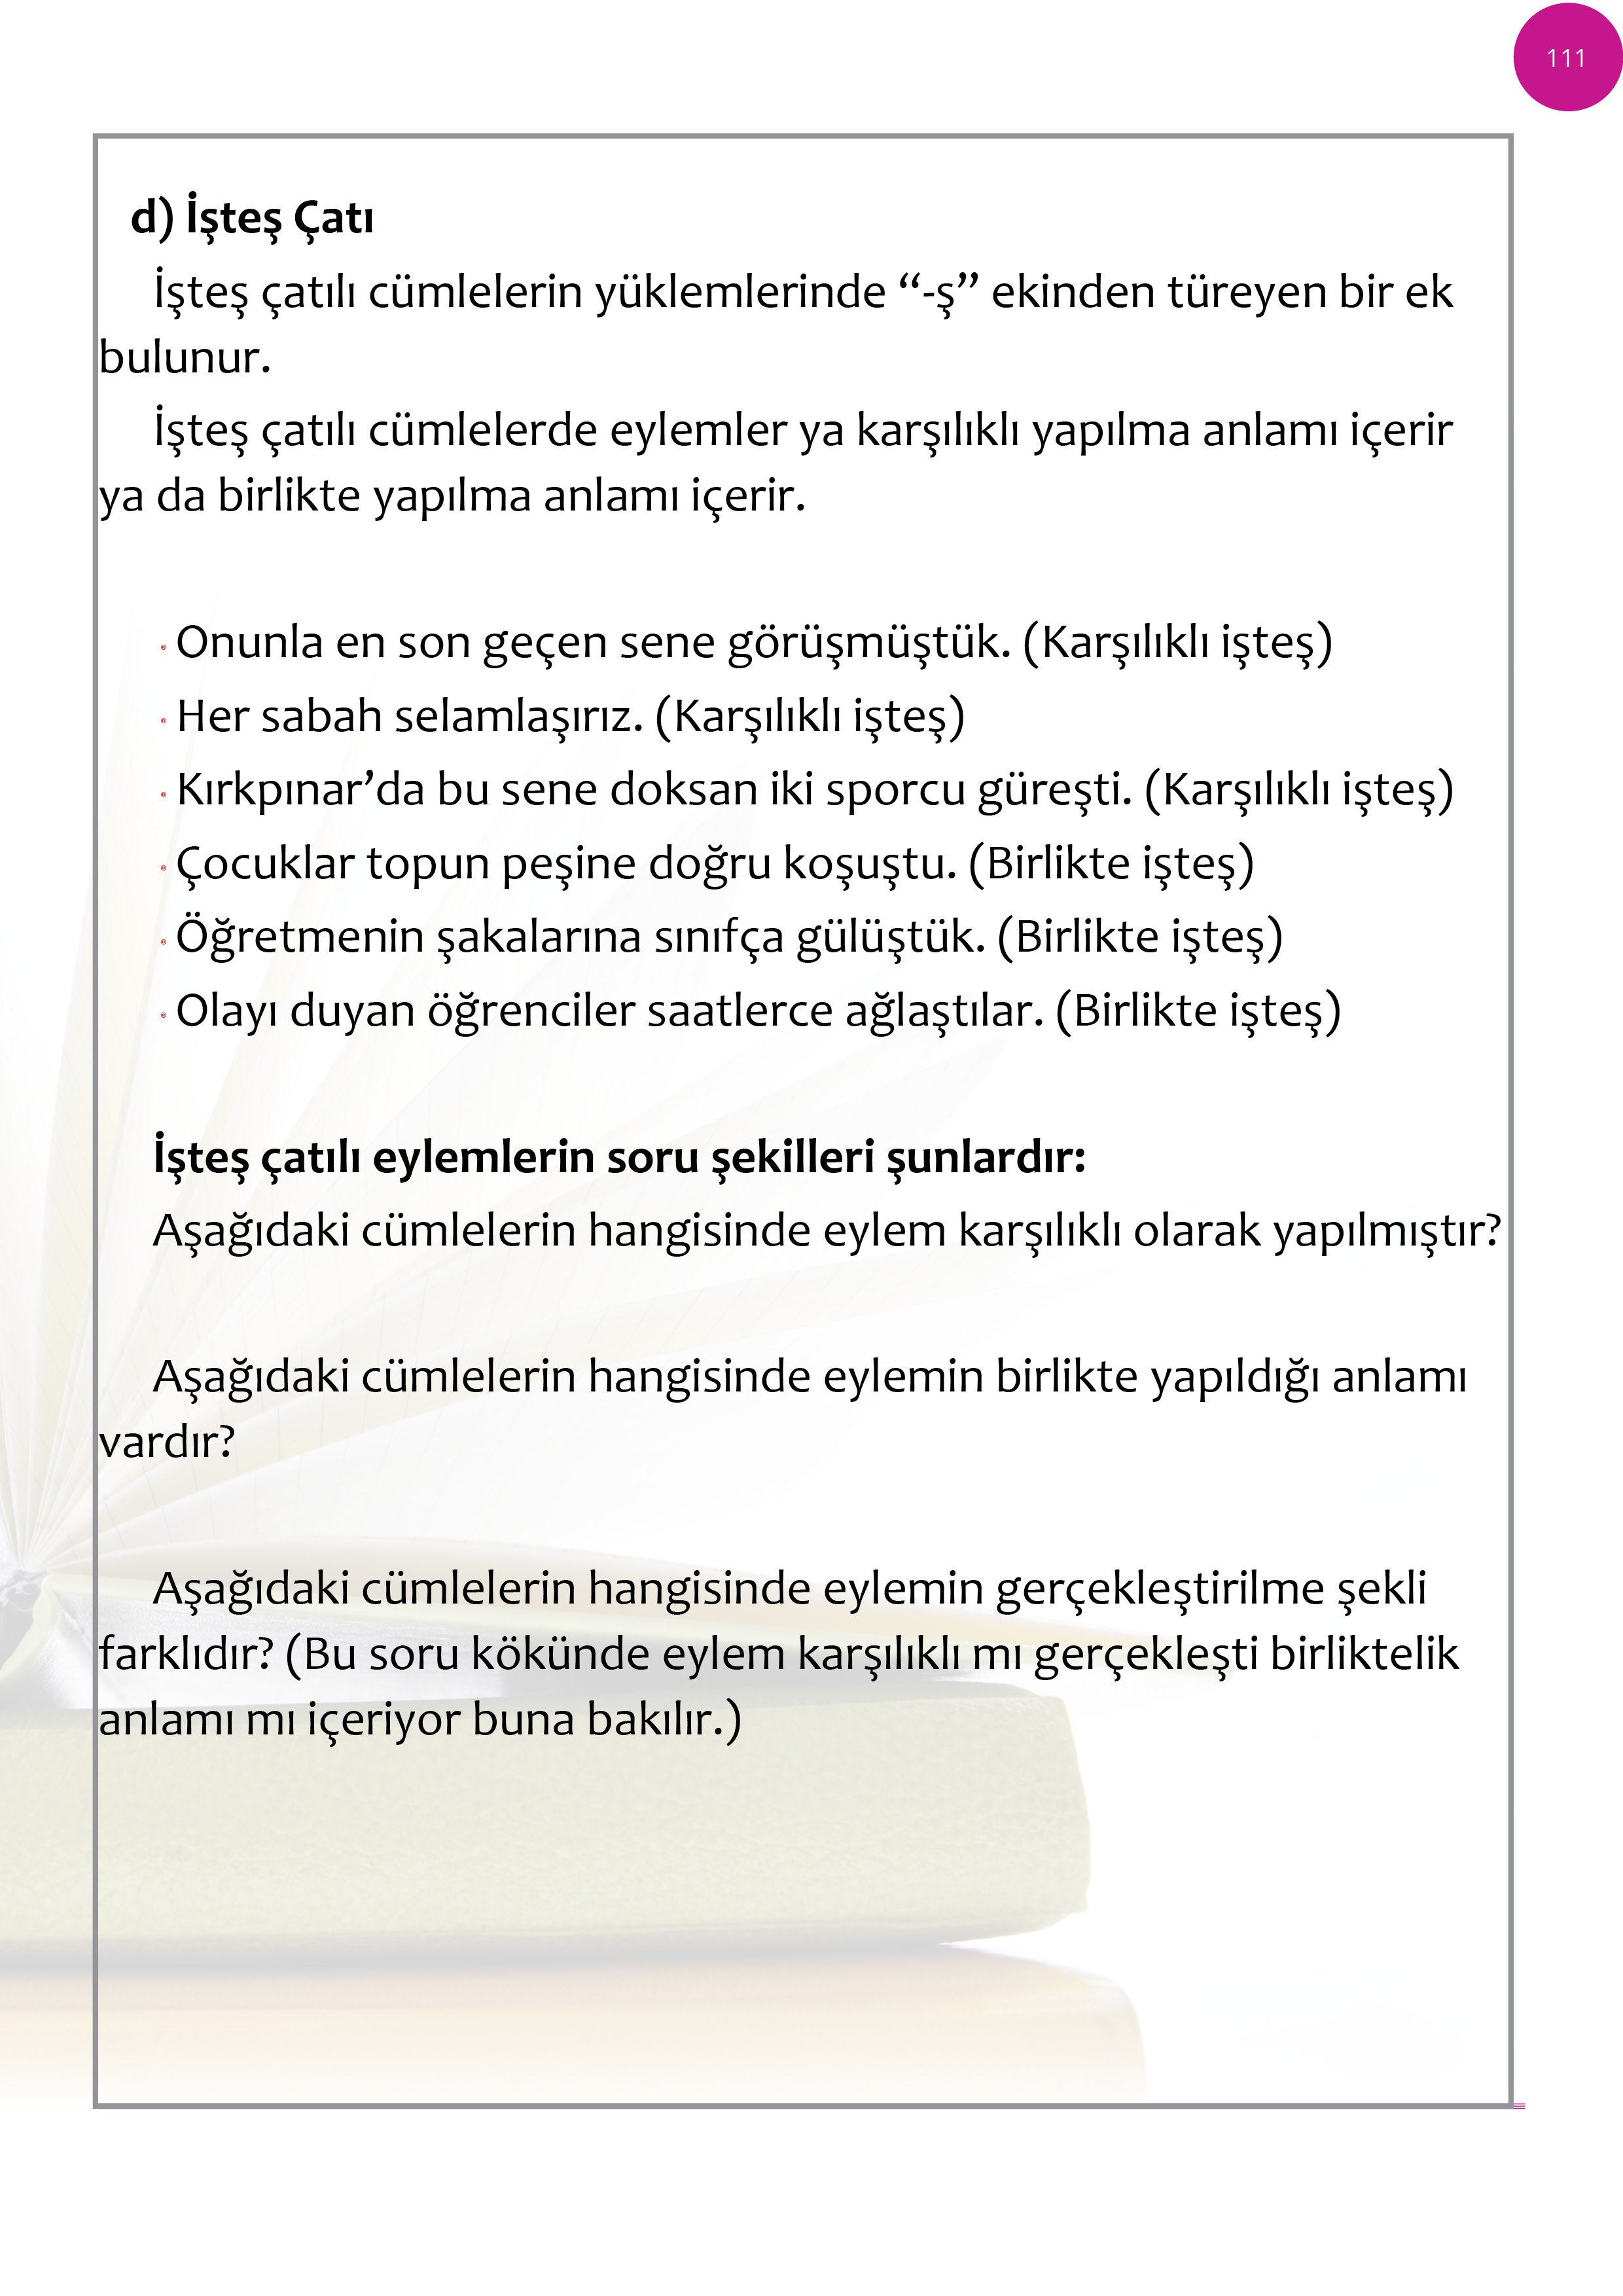 111
d) İşteş Çatı
İşteş çatılı cümlelerin yüklemlerinde “-ş” ekinden türeyen bir ek
bulunur.
İşteş çatılı cümlelerde eylemler ya karşılıklı yapılma anlamı içerir
ya da birlikte yapılma anlamı içerir.
• Onunla en son geçen sene görüşmüştük. (Karşılıklı işteş)
• Her sabah selamlaşırız. (Karşılıklı işteş)
• Kırkpınar’da bu sene doksan iki sporcu güreşti. (Karşılıklı işteş)
• Çocuklar topun peşine doğru koşuştu. (Birlikte işteş)
• Öğretmenin şakalarına sınıfça gülüştük. (Birlikte işteş)
• Olayı duyan öğrenciler saatlerce ağlaştılar. (Birlikte işteş)
İşteş çatılı eylemlerin soru şekilleri şunlardır:
Aşağıdaki cümlelerin hangisinde eylem karşılıklı olarak yapılmıştır?
Aşağıdaki cümlelerin hangisinde eylemin birlikte yapıldığı anlamı
vardır?
Aşağıdaki cümlelerin hangisinde eylemin gerçekleştirilme şekli
farklıdır? (Bu soru kökünde eylem karşılıklı mı gerçekleşti birliktelik
anlamı mı içeriyor buna bakılır.)